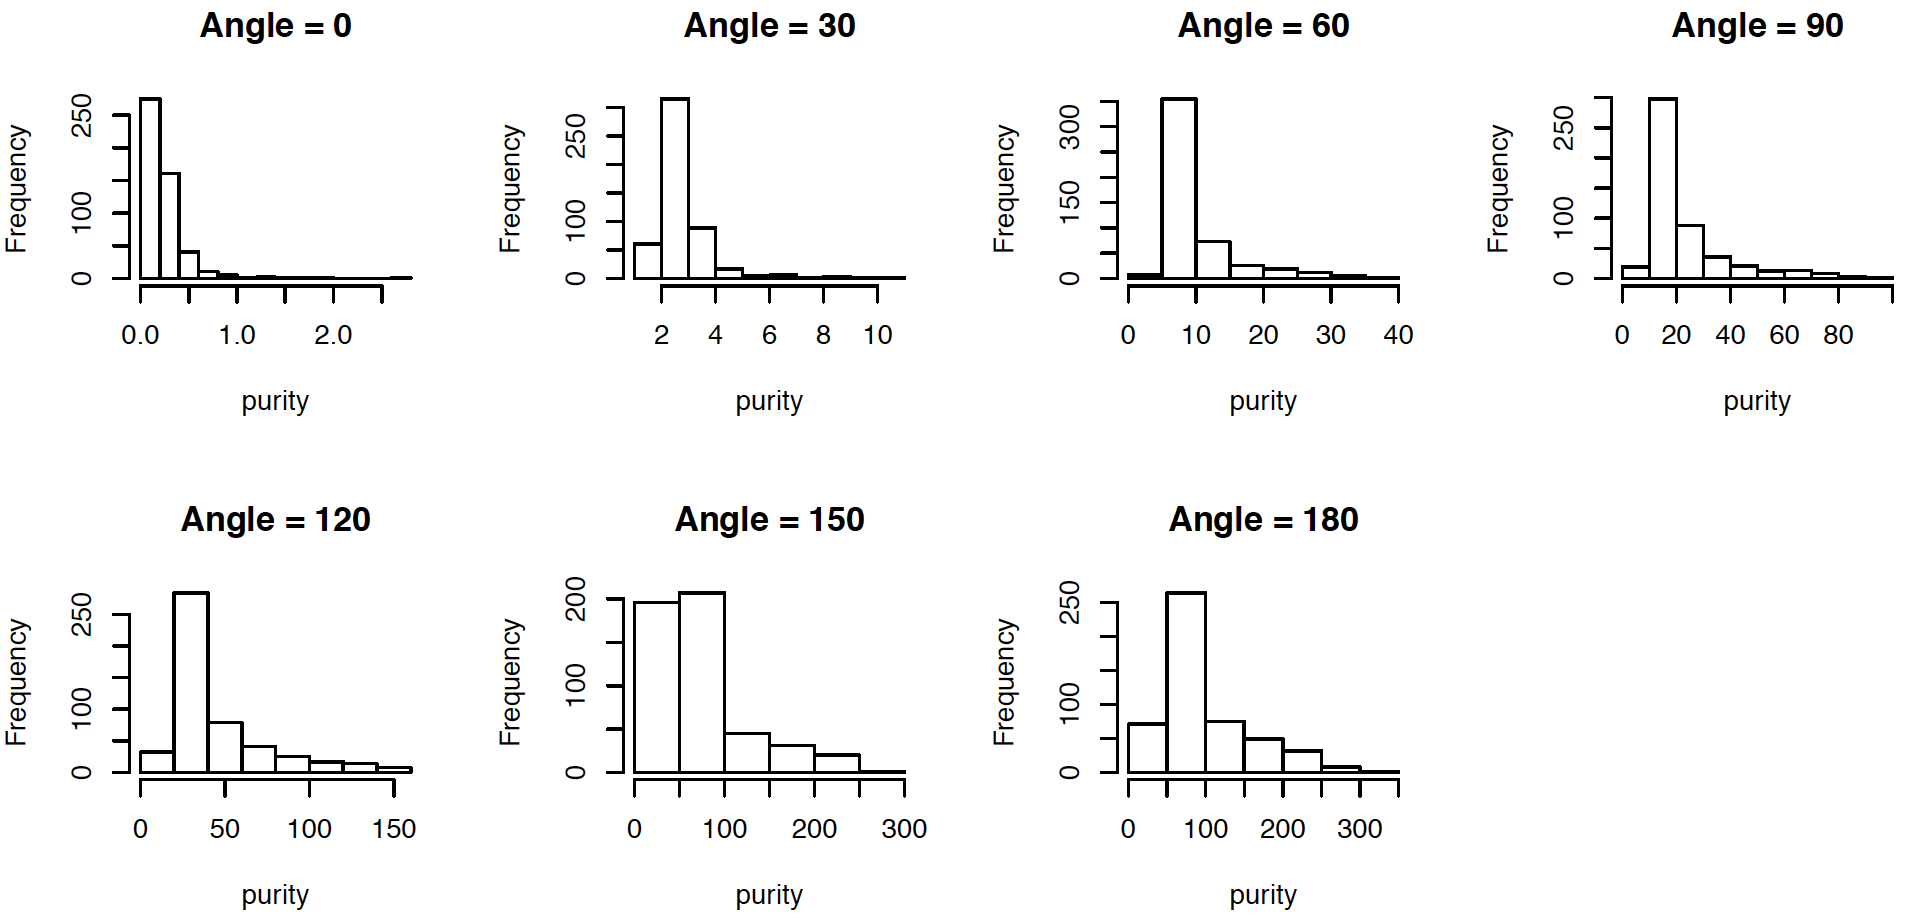 Angle = 0
Frequency
0 100 250
0.0 1.0 2.0
purity
Angle = 30
Frequency
0 100 250
2 4 6 8 10
purity
Angle = 60
Frequency
0 150 300
0 10 20 30 40
purity
Angle = 90
Frequency
0 100 250
0 20 40 60 80
purity
Angle = 120
Frequency
0 100 250
0 50 100 150
purity
Angle = 150
Frequency
0 100 200
0 100 200 300
purity
Angle = 180
Frequency
0 100 250
0 100 200 300
purity